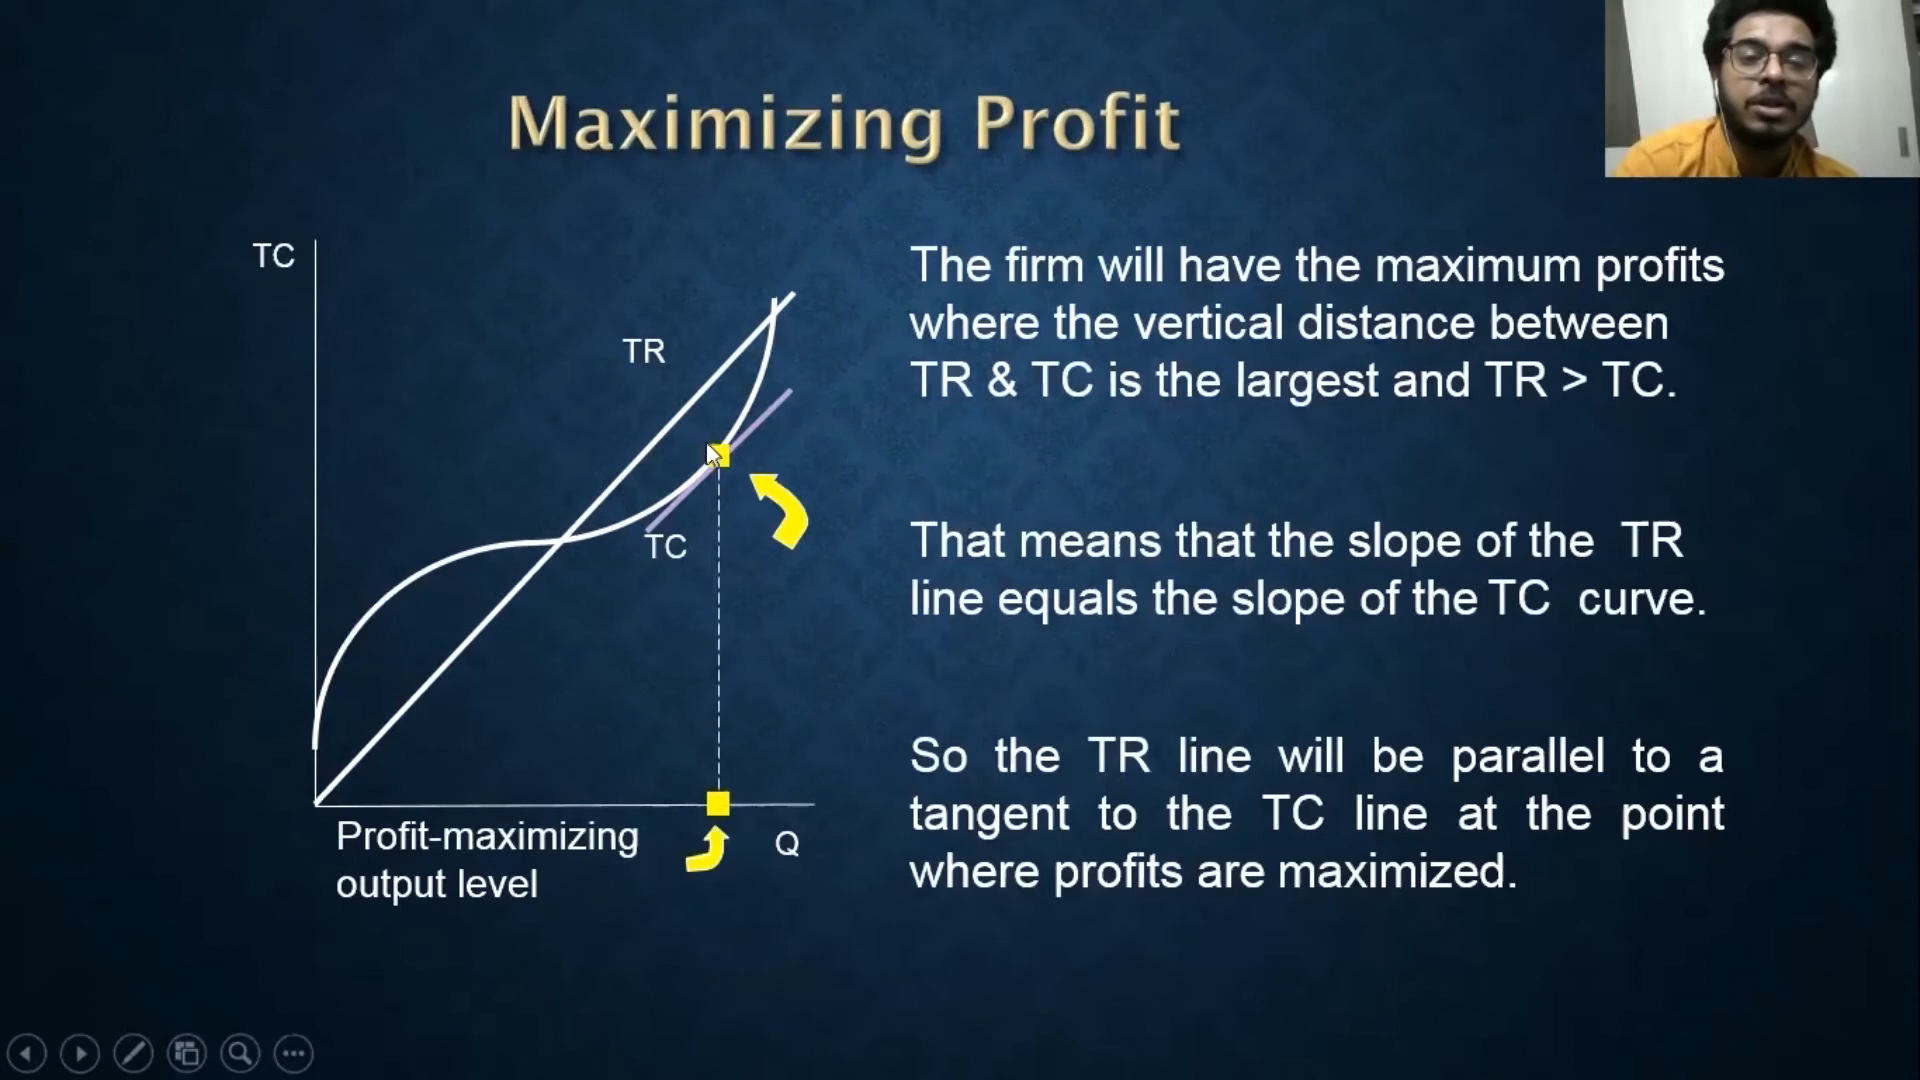 Maximizing Profit
TC
TR
TC
Profit-maximizing
output level
Q
The firm will have the maximum profits
where the vertical distance between
TR & TC is the largest and TR > TC.
That means that the slope of the TR
line equals the slope of the TC curve.
So the TR line will be parallel to a
tangent to the TC line at the point
where profits are maximized.